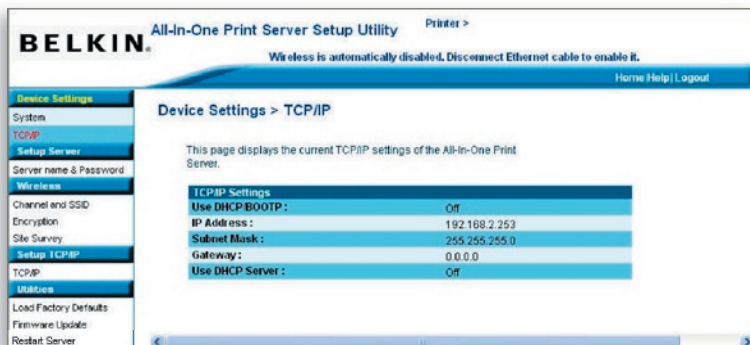 BELKIN.
All-In-One Print Server Setup Utility
Printer >
Wireless is automatically disabled. Disconnect Ethernet cable to enable it.
Home|Help|Logout
Device Settings
System
TCP/IP
Setup Server
Server name & Password
Wireless
Channel and SSID
Encryption
Site Survey
Setup TCP/IP
TCP/IP
Utilities
Load Factory Defaults
Firmware Update
Restart Server
Device Settings > TCP/IP
This page displays the current TCP/IP settings of the All-In-One Print
Server.
TCP/IP Settings
Use DHCP/BOOTP : Off
IP Address : 192.168.2.253
Subnet Mask : 255.255.255.0
Gateway : 0.0.0.0
Use DHCP Server : Off